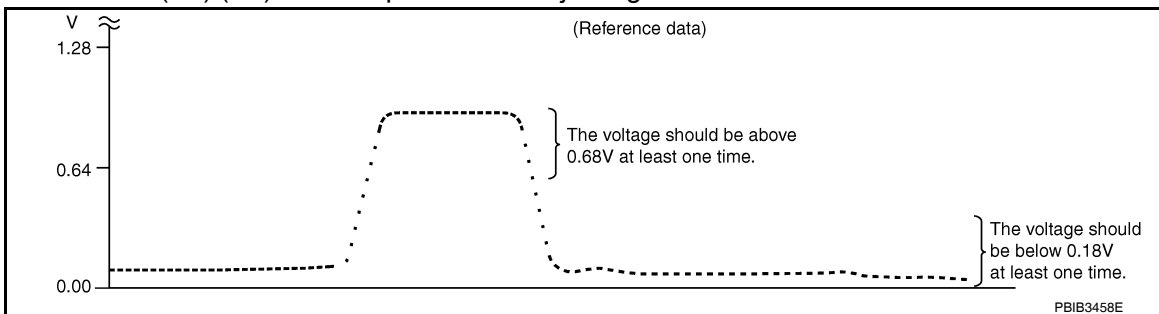 V
(Reference data)
1.28
The voltage should be above
0.68V at least one time.
0.64
The voltage should
be below 0.18V
at least one time.
0.00
PBIB3458E